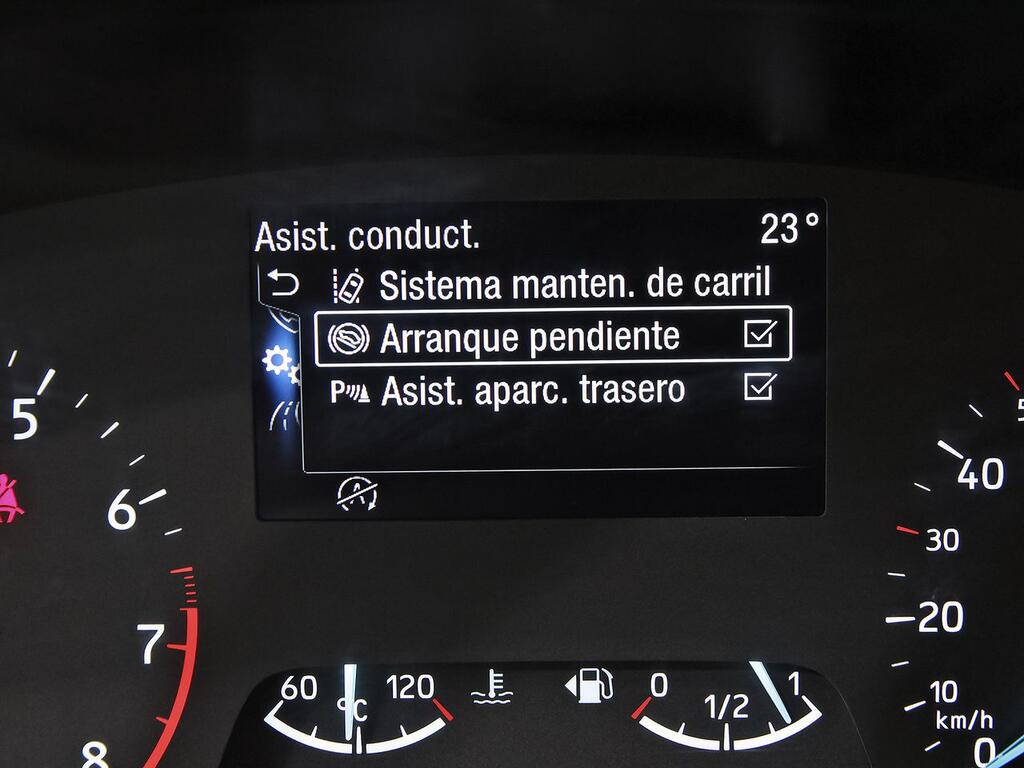 Asist. conduct. 23°
Sistema manten. de carril
Arranque pendiente
P Asist. aparc. trasero
A
5
6
7
8
40
30
20
10
km/h
0
60 °C 120
0 1/2 1